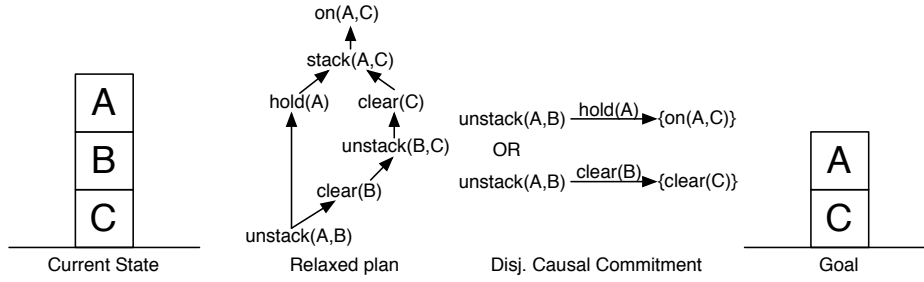 A
B
C
Current State
on(A,C)
stack(A,C)
hold(A)
clear(C)
unstack(B,C)
clear(B)
unstack(A,B)
Relaxed plan
unstack(A,B) hold(A) {on(A,C)}
OR
unstack(A,B) clear(B) {clear(C)}
Disj. Causal Commitment
A
C
Goal